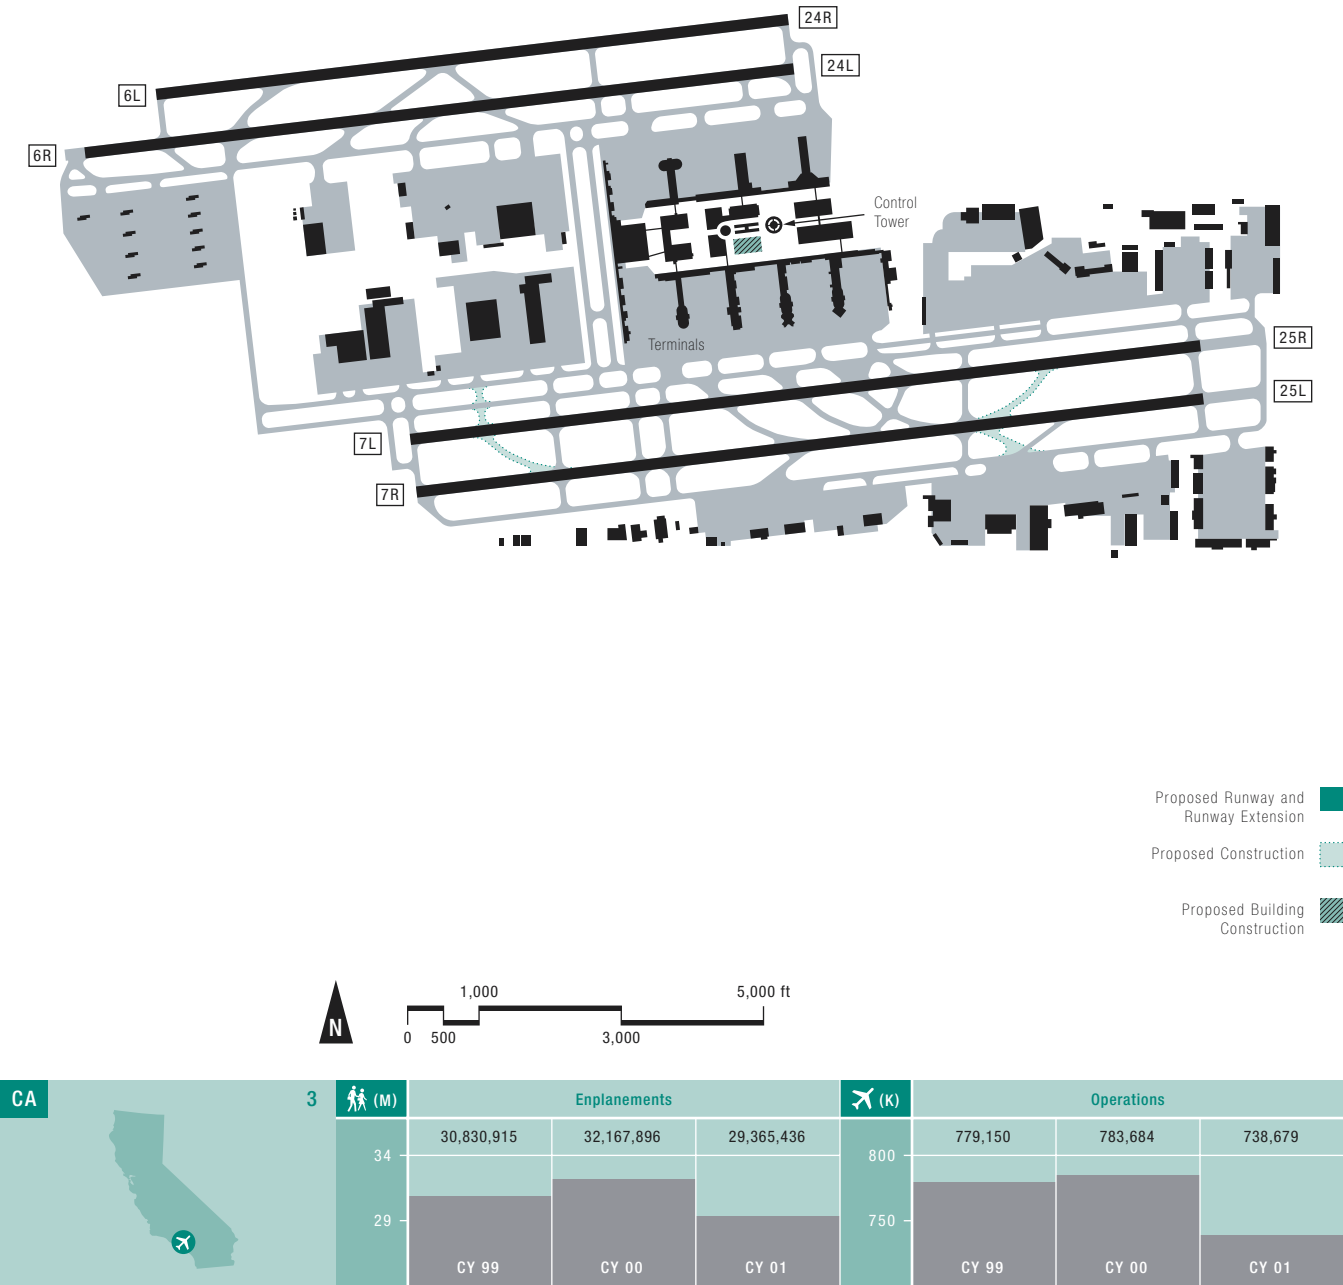 24R
24L
6L
6R
Control
Tower
Terminals
25R
25L
7L
7R
Proposed Runway and
Runway Extension
Proposed Construction
Proposed Building
Construction
N
1,000
5,000 ft
0
500
3,000
CA
3
(M)
Enplanements
(K)
Operations
30,830,915
32,167,896
29,365,436
779,150
783,684
738,679
34
800
29
750
CY 99
CY 00
CY 01
CY 99
CY 00
CY 01